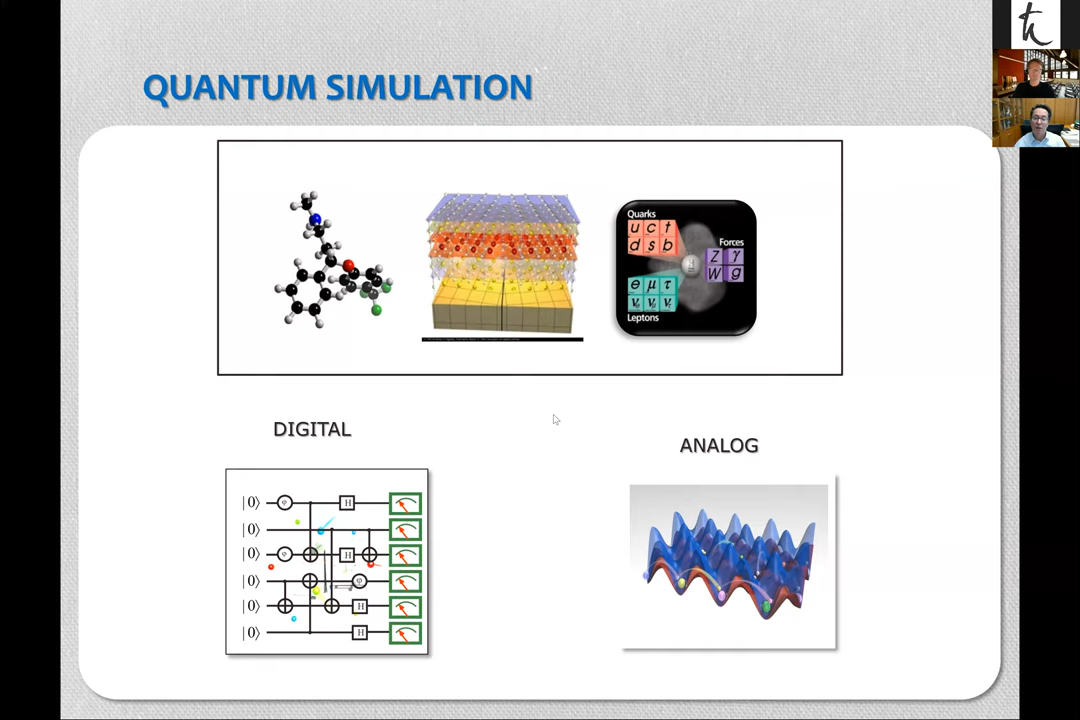 QUANTUM SIMULATION
Quarks
u c t
d s b
Forces
Z γ
W g
e μ τ
Leptons
DIGITAL
ANALOG
|0⟩ φ H
|0⟩
|0⟩ φ H
|0⟩ φ
|0⟩ H
|0⟩ H